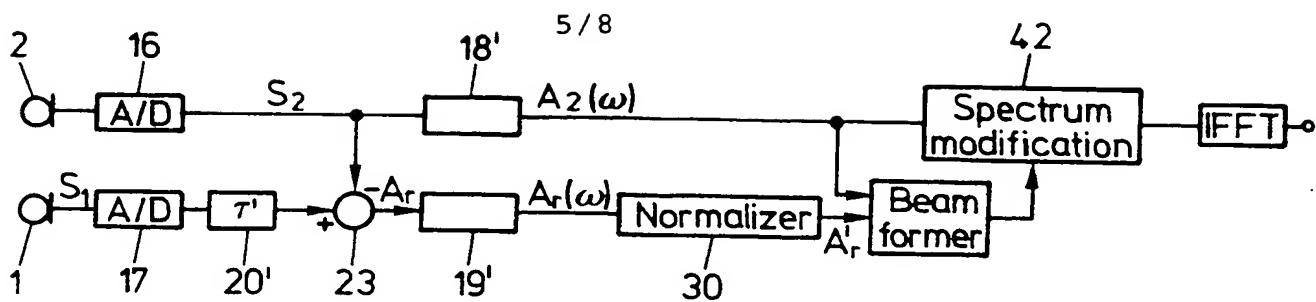 5/8
2
16
18'
42
A/D
S2
A2(ω)
Spectrum
modification
IFFT
S1
A/D
τ'
+
-
Ar
Ar(ω)
Normalizer
A'r
Beam
former
1
17
20'
23
19'
30